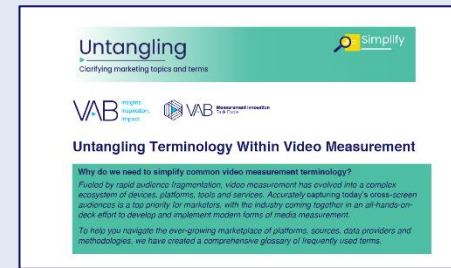 Untangling
Clarifying marketing topics and terms
Simplify
VAB
Insights.
Inspiration.
Impact.
VAB Measurement Innovation
Task Force
Untangling Terminology Within Video Measurement
Why do we need to simplify common video measurement terminology?
Fueled by rapid audience fragmentation, video measurement has evolved into a complex
ecosystem of devices, platforms, tools and services. Accurately capturing today's cross-screen
audiences is a top priority for marketers, with the industry coming together in an all-hands-on-
deck effort to develop and implement modern forms of media measurement.
To help you navigate the ever-growing marketplace of platforms, sources, data providers and
methodologies, we have created a comprehensive glossary of frequently used terms.